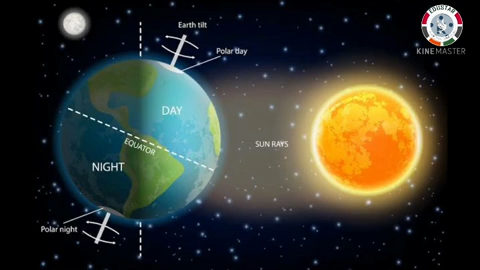 EDUSTAR
KINEMASTER
Earth tilt
Polar day
DAY
EQUATOR
SUN RAYS
NIGHT
Polar night